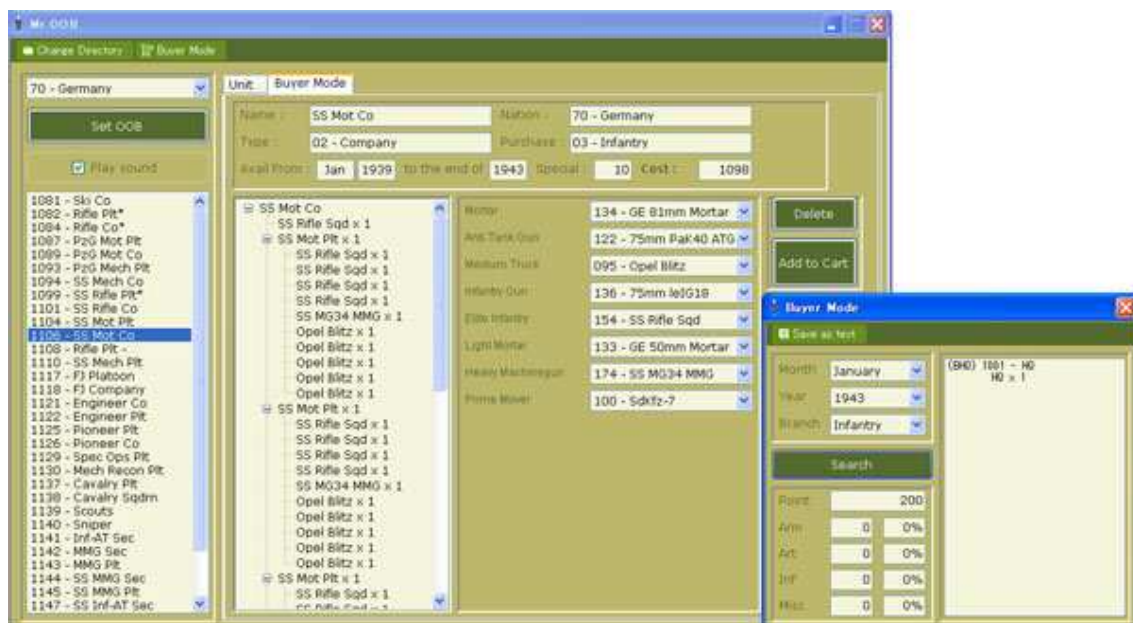 Mr.OOB
Change Directory Buyer Mode
70 - Germany
Set OOB
Play sound
1081 - Ski Co
1082 - Rifle Plt*
1084 - Rifle Co*
1087 - PzG Mot Plt
1089 - PzG Mot Co
1093 - PzG Mech Plt
1094 - SS Mech Co
1099 - SS Rifle Plt*
1101 - SS Rifle Co
1104 - SS Mot Plt
1106 - SS Mot Co
1108 - Rifle Plt -
1110 - SS Mech Plt
1117 - FJ Platoon
1118 - FJ Company
1121 - Engineer Co
1122 - Engineer Plt
1125 - Pioneer Plt
1126 - Pioneer Co
1129 - Spec Ops Plt
1130 - Mech Recon Plt
1137 - Cavalry Plt
1138 - Cavalry Sqdrn
1139 - Scouts
1140 - Sniper
1141 - Inf-AT Sec
1142 - MMG Sec
1143 - MMG Plt
1144 - SS MMG Sec
1145 - SS MMG Plt
1147 - SS Inf-AT Sec
Unit Buyer Mode
Name : SS Mot Co Nation : 70 - Germany
Type : 02 - Company Purchase : 03 - Infantry
Avail From : Jan 1939 to the end of 1943 Special : 10 Cost : 1098
SS Mot Co
SS Rifle Sqd x 1
SS Mot Plt x 1
SS Rifle Sqd x 1
SS Rifle Sqd x 1
SS Rifle Sqd x 1
SS Rifle Sqd x 1
SS MG34 MMG x 1
Opel Blitz x 1
Opel Blitz x 1
Opel Blitz x 1
Opel Blitz x 1
Opel Blitz x 1
SS Mot Plt x 1
SS Rifle Sqd x 1
SS Rifle Sqd x 1
SS Rifle Sqd x 1
SS Rifle Sqd x 1
SS MG34 MMG x 1
Opel Blitz x 1
Opel Blitz x 1
Opel Blitz x 1
Opel Blitz x 1
Opel Blitz x 1
SS Mot Plt x 1
SS Rifle Sqd x 1
SS Rifle Sqd x 1
Mortar 134 - GE 81mm Mortar
Anti Tank Gun 122 - 75mm PaK40 ATG
Medium Truck 095 - Opel Blitz
Infantry Gun 136 - 75mm leIG18
Elite Infantry 154 - SS Rifle Sqd
Light Mortar 133 - GE 50mm Mortar
Heavy Machinegun 174 - SS MG34 MMG
Prime Mover 100 - Sdkfz-7
Delete
Add to Cart
Buyer Mode
Save as text
Month January
Year 1943
Branch Infantry
Search
Point 200
Arm 0 0%
Art 0 0%
Inf 0 0%
Misc 0 0%
(BH0) 1001 - HQ
HQ x 1